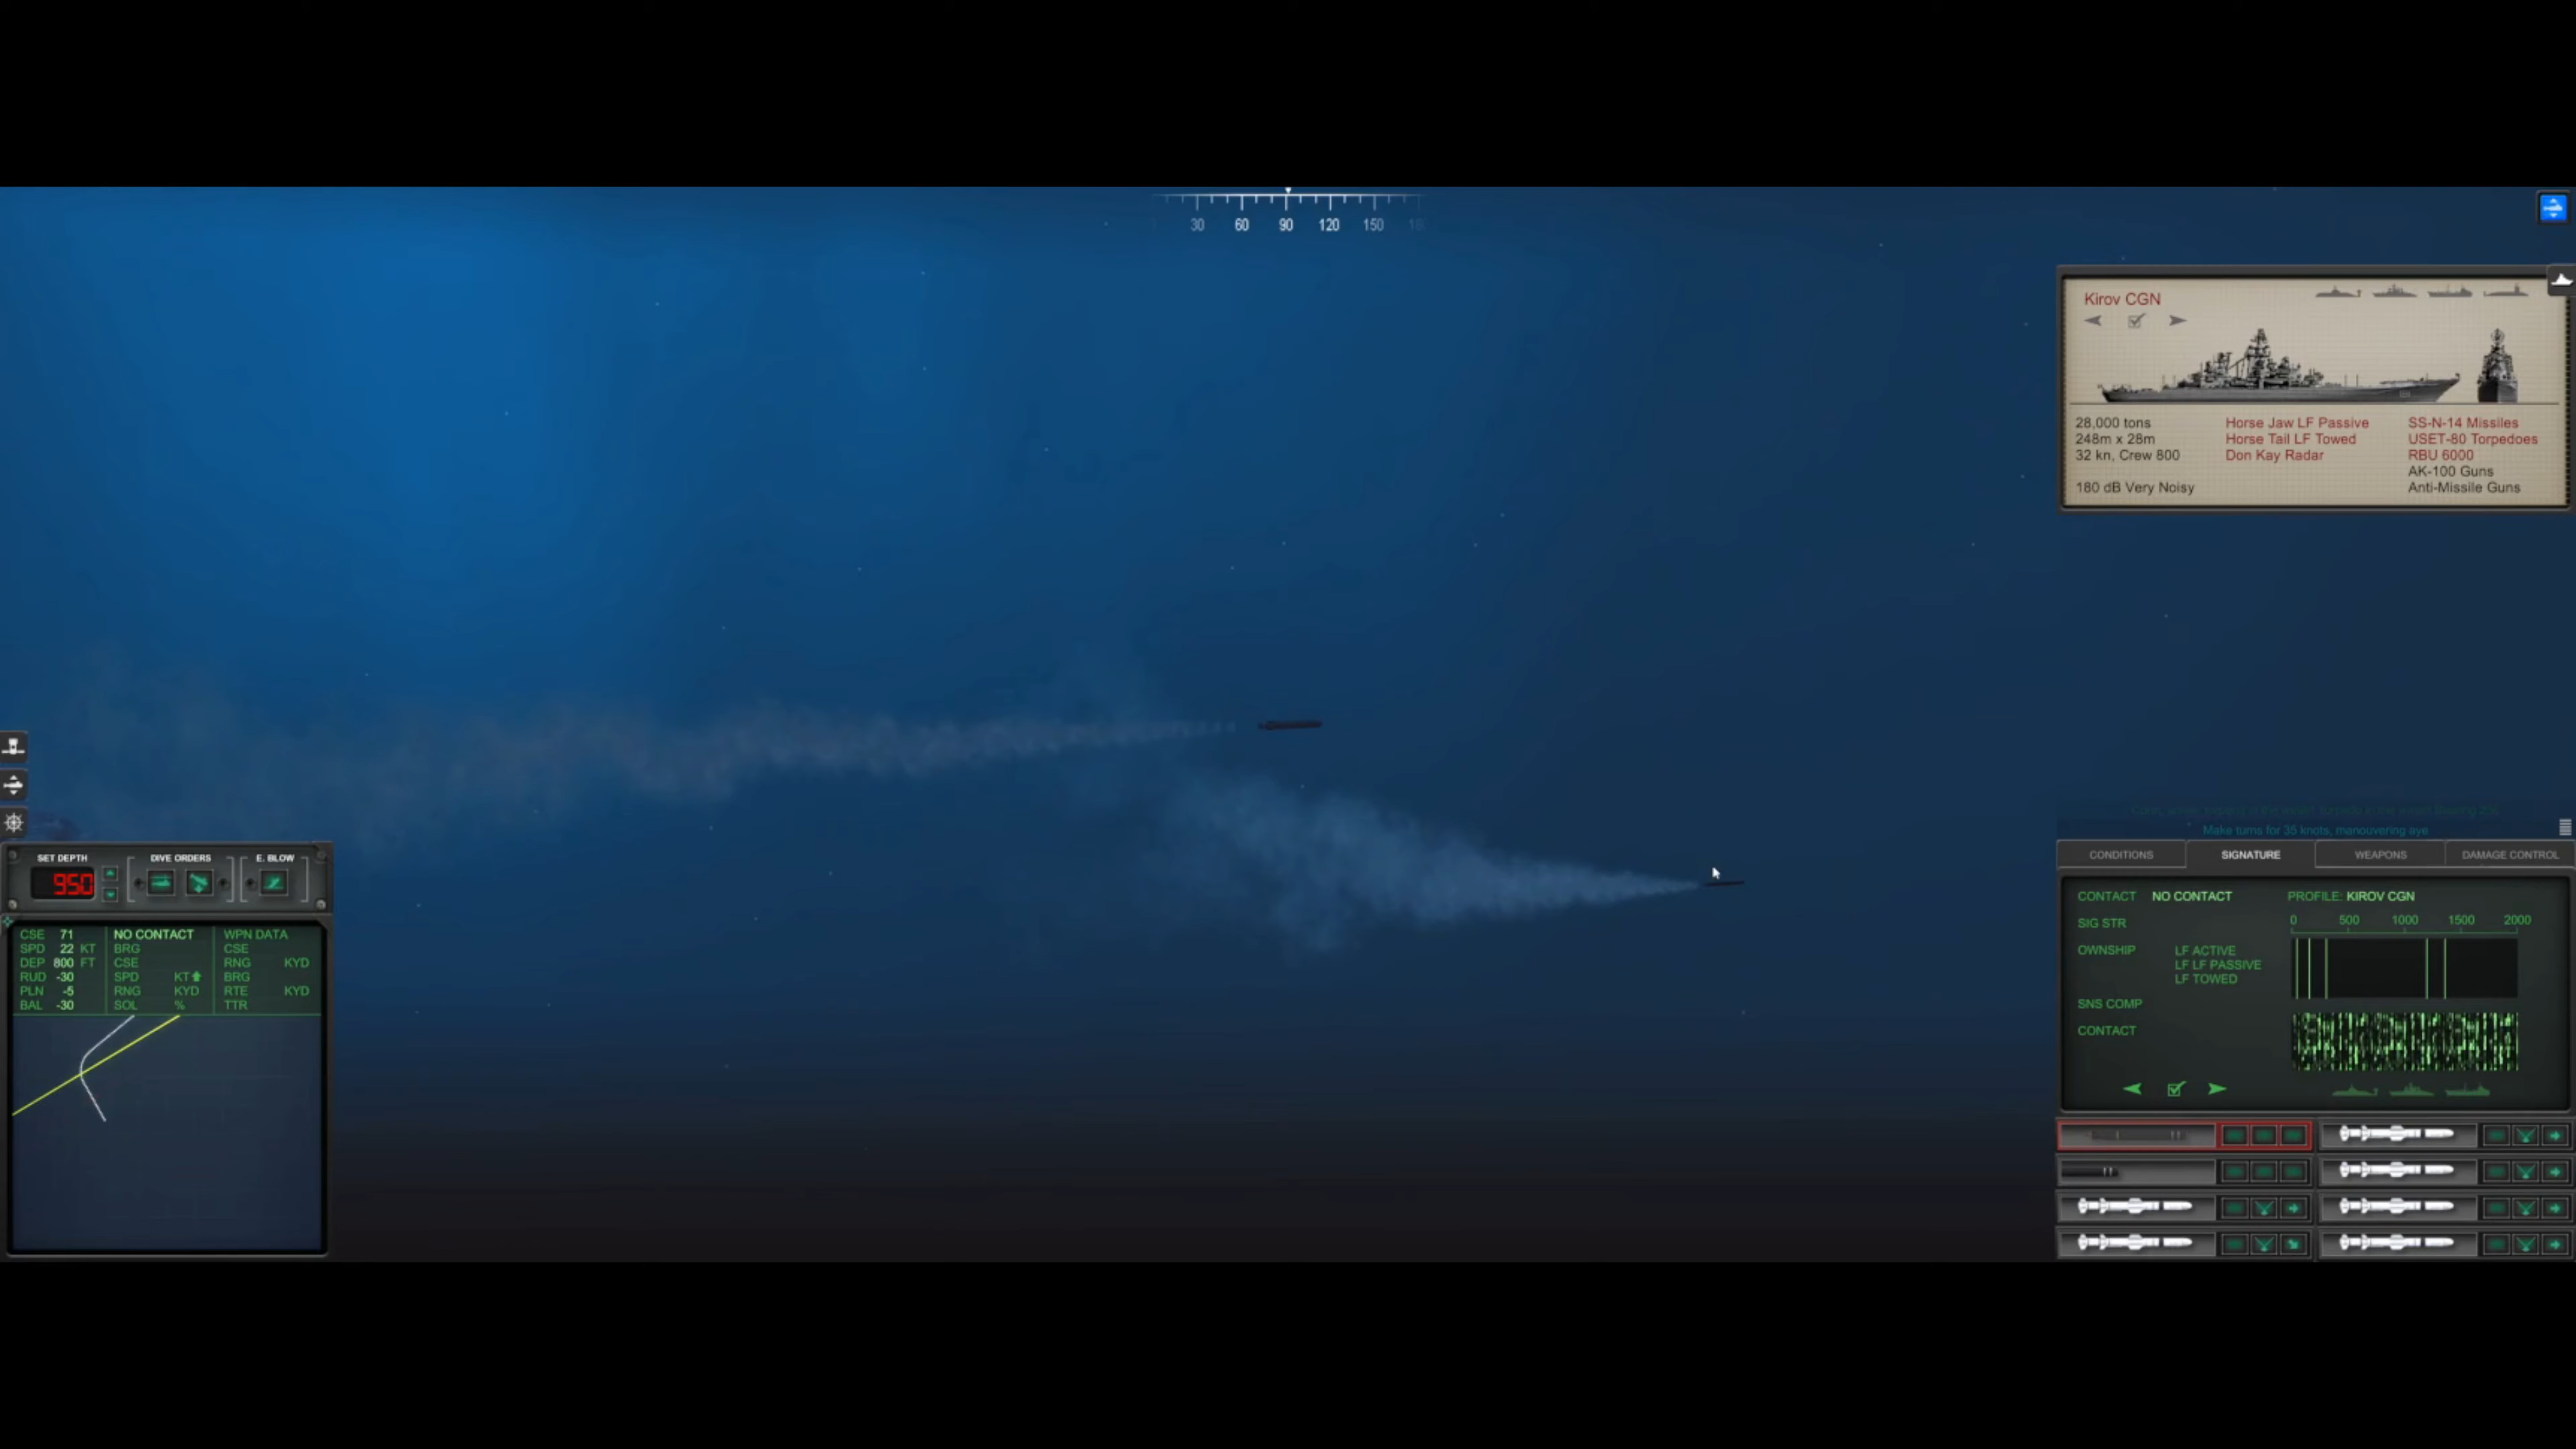 30 60 90 120 150
Kirov CGN
28,000 tons Horse Jaw LF Passive SS-N-14 Missiles
248m x 28m Horse Tail LF Towed USET-80 Torpedoes
32 kn, Crew 800 Don Kay Radar RBU 6000
AK-100 Guns
180 dB Very Noisy Anti-Missile Guns
Make turns for 35 knots, manouvering aye
SET DEPTH DIVE ORDERS E. BLOW
950
CSE 71 NO CONTACT WPN DATA
SPD 22 KT BRG CSE
DEP 800 FT CSE RNG KYD
RUD -30 SPD KT BRG
PLN -5 RNG KYD RTE KYD
BAL -30 SOL % TTR
CONDITIONS SIGNATURE WEAPONS DAMAGE CONTROL
CONTACT NO CONTACT PROFILE: KIROV CGN
SIG STR 0 500 1000 1500 2000
OWNSHIP LF ACTIVE
LF LF PASSIVE
LF TOWED
SNS COMP
CONTACT